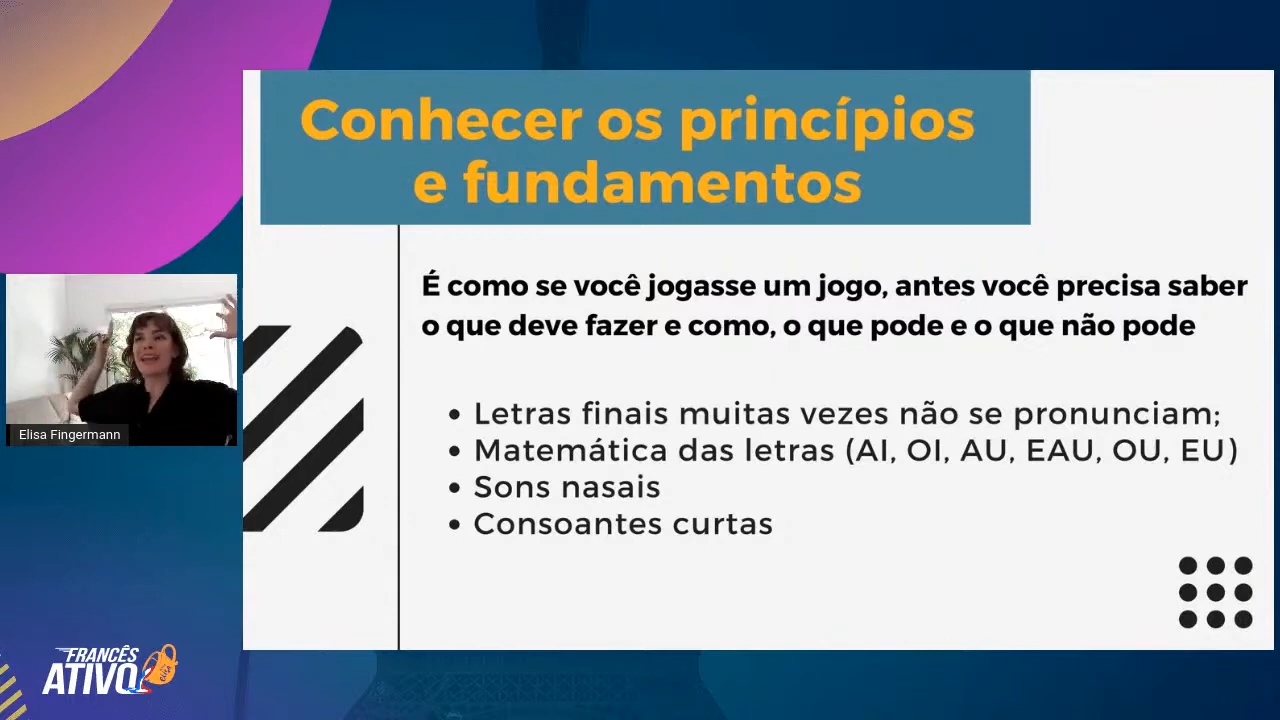 Conhecer os princípios
e fundamentos
É como se você jogasse um jogo, antes você precisa saber
o que deve fazer e como, o que pode e o que não pode
• Letras finais muitas vezes não se pronunciam;
• Matemática das letras (AI, OI, AU, EAU, OU, EU)
• Sons nasais
• Consoantes curtas
Elisa Fingermann
FRANCÊS
ATIVO
elisa